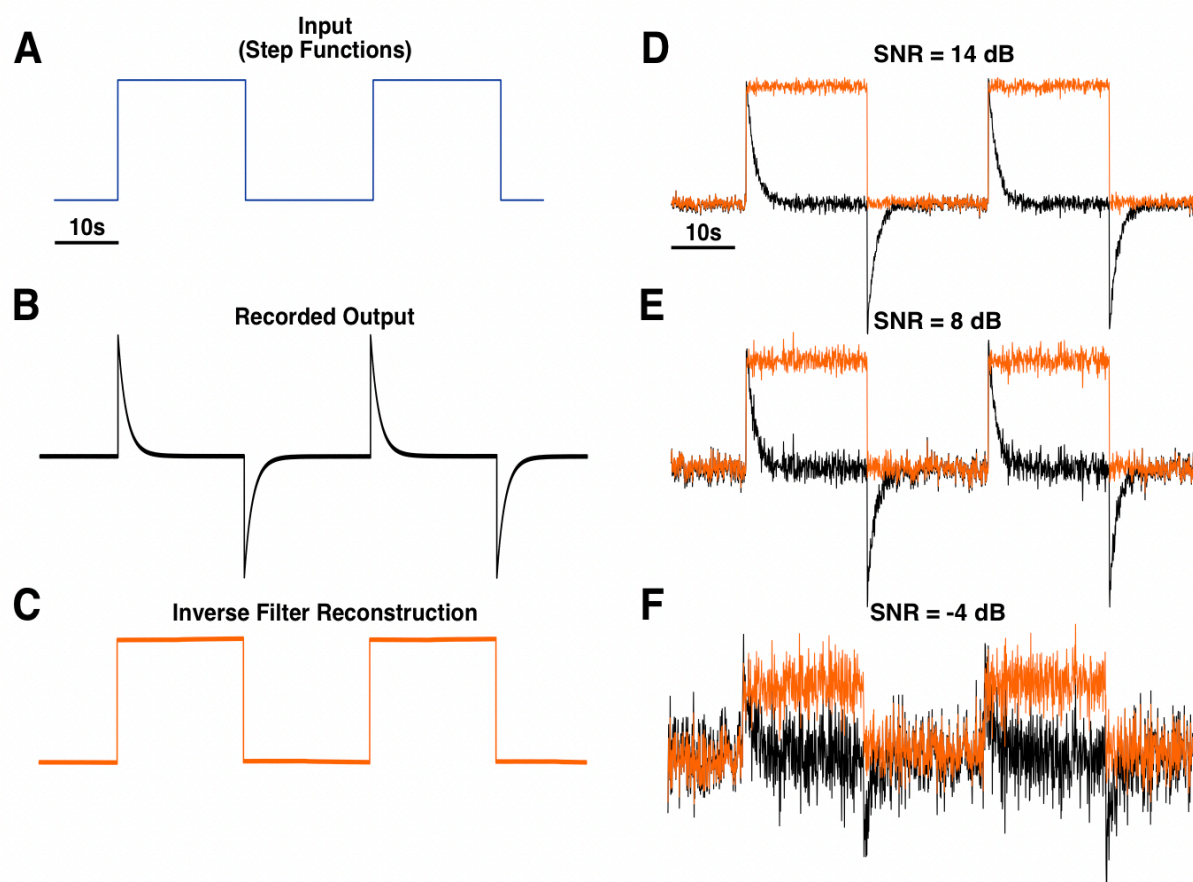 A
Input
(Step Functions)
10s
B
Recorded Output
C
Inverse Filter Reconstruction
D
SNR = 14 dB
10s
E
SNR = 8 dB
F
SNR = -4 dB